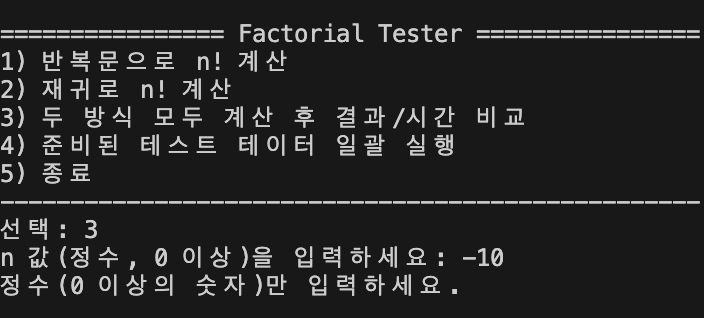 ================ Factorial Tester ================
1) 반복문으로 n! 계산
2) 재귀로 n! 계산
3) 두 방식 모두 계산 후 결과/시간 비교
4) 준비된 테스트 데이터 일괄 실행
5) 종료
--------------------------------------------------
선택: 3
n 값(정수, 0 이상)을 입력하세요: -10
정수(0 이상의 숫자)만 입력하세요.